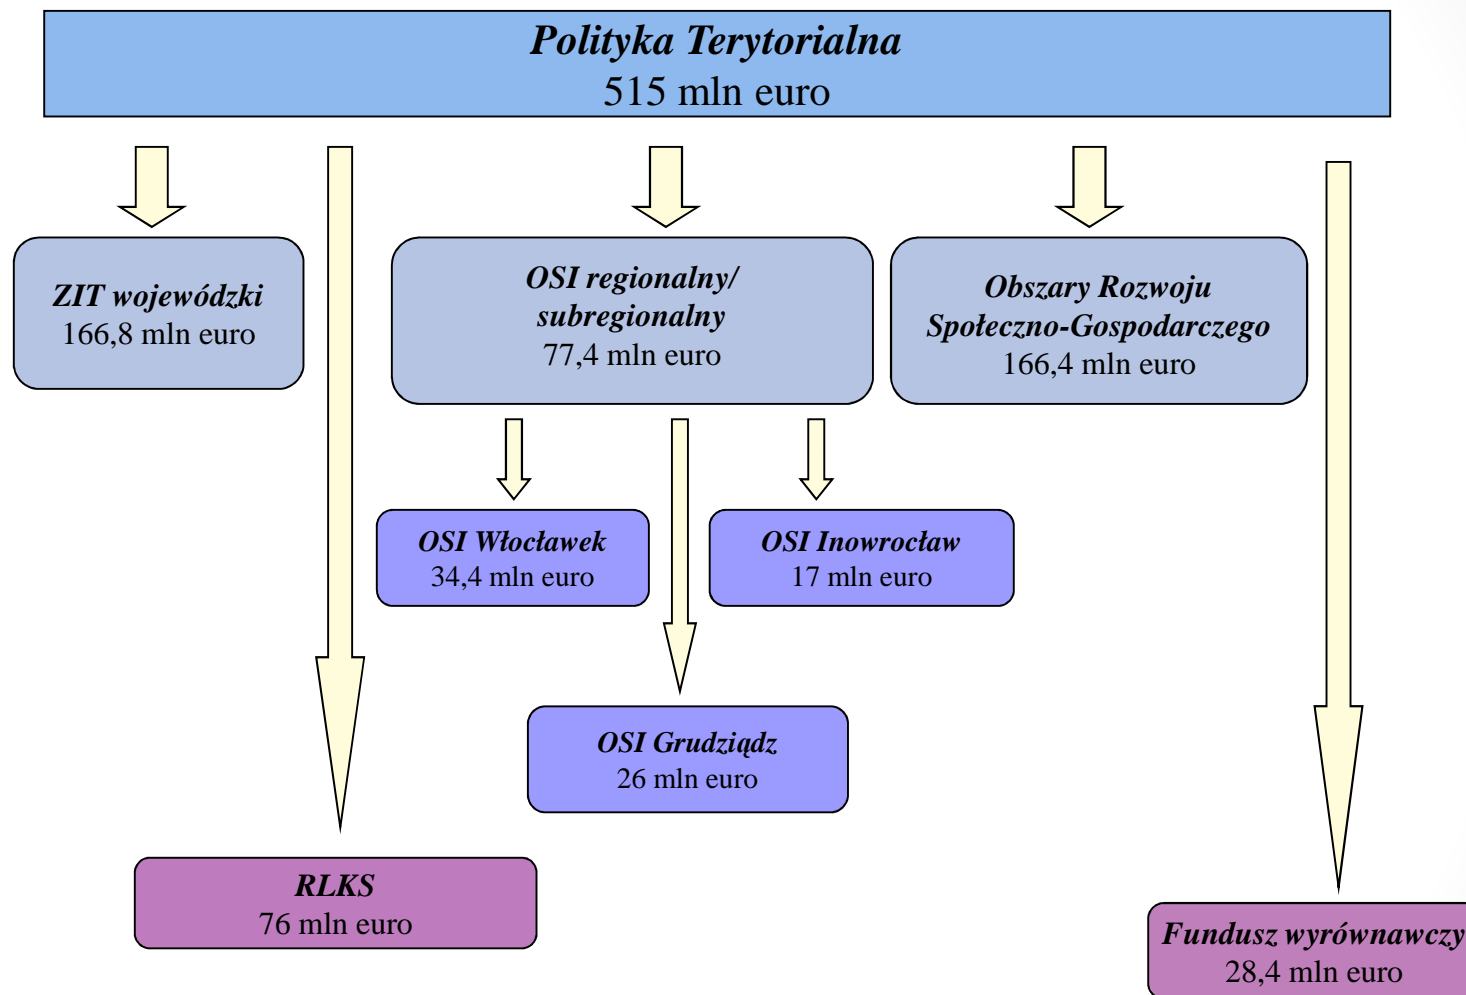 Polityka Terytorialna
515 mln euro
ZIT wojewódzki
166,8 mln euro
OSI regionalny/
subregionalny
77,4 mln euro
Obszary Rozwoju
Społeczno-Gospodarczego
166,4 mln euro
OSI Włocławek
34,4 mln euro
OSI Inowrocław
17 mln euro
OSI Grudziądz
26 mln euro
RLKS
76 mln euro
Fundusz wyrównawczy
28,4 mln euro